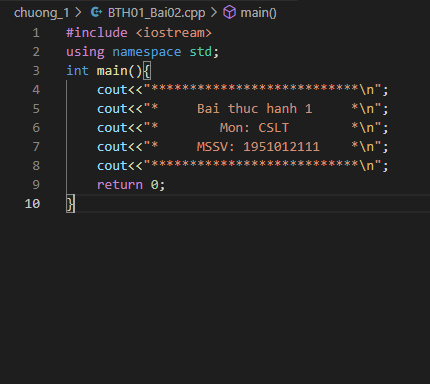 chuong_1 > BTH01_Bai02.cpp > main()
1 #include <iostream>
2 using namespace std;
3 int main(){
4     cout<<"***************************\n";
5     cout<<"*     Bai thuc hanh 1     *\n";
6     cout<<"*        Mon: CSLT        *\n";
7     cout<<"*     MSSV: 1951012111    *\n";
8     cout<<"***************************\n";
9     return 0;
10 }